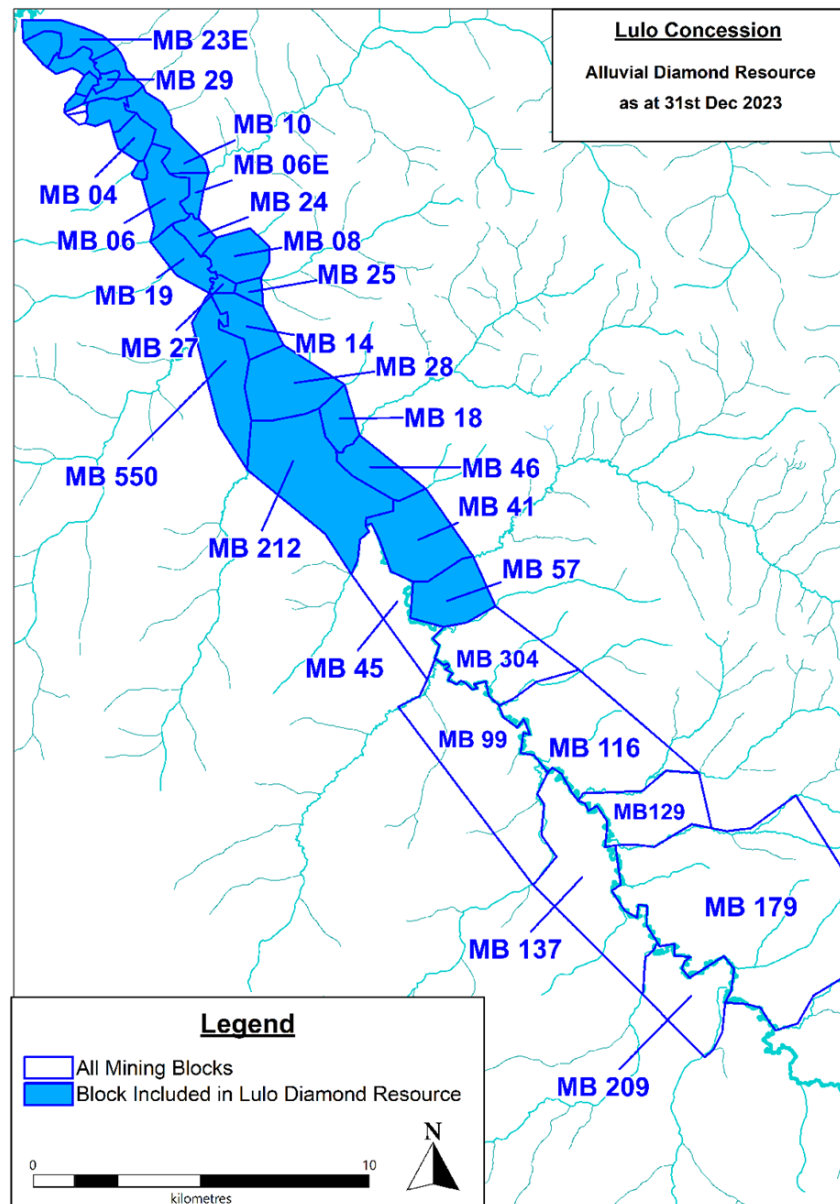 Lulo Concession
Alluvial Diamond Resource
as at 31st Dec 2023
MB 23E
MB 29
MB 10
MB 04
MB 06E
MB 24
MB 06
MB 08
MB 19
MB 25
MB 27
MB 14
MB 28
MB 18
MB 550
MB 46
MB 41
MB 212
MB 57
MB 45
MB 304
MB 99
MB 116
MB129
MB 179
MB 137
MB 209
Legend
All Mining Blocks
Block Included in Lulo Diamond Resource
N
0 10
kilometres